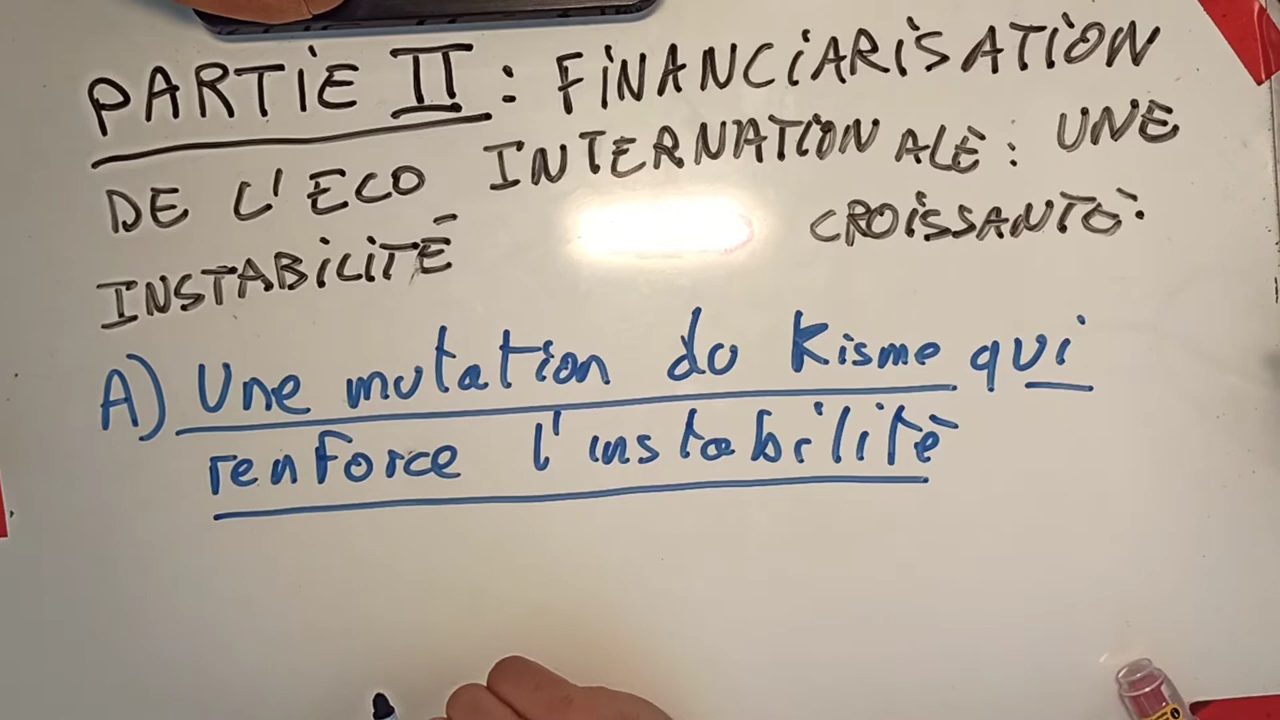 PARTIE II : FINANCIARISATION
DE L'ECO INTERNATIONALE : UNE
INSTABILITÉ CROISSANTE.
A) Une mutation du Kisme qui
renforce l'instabilité